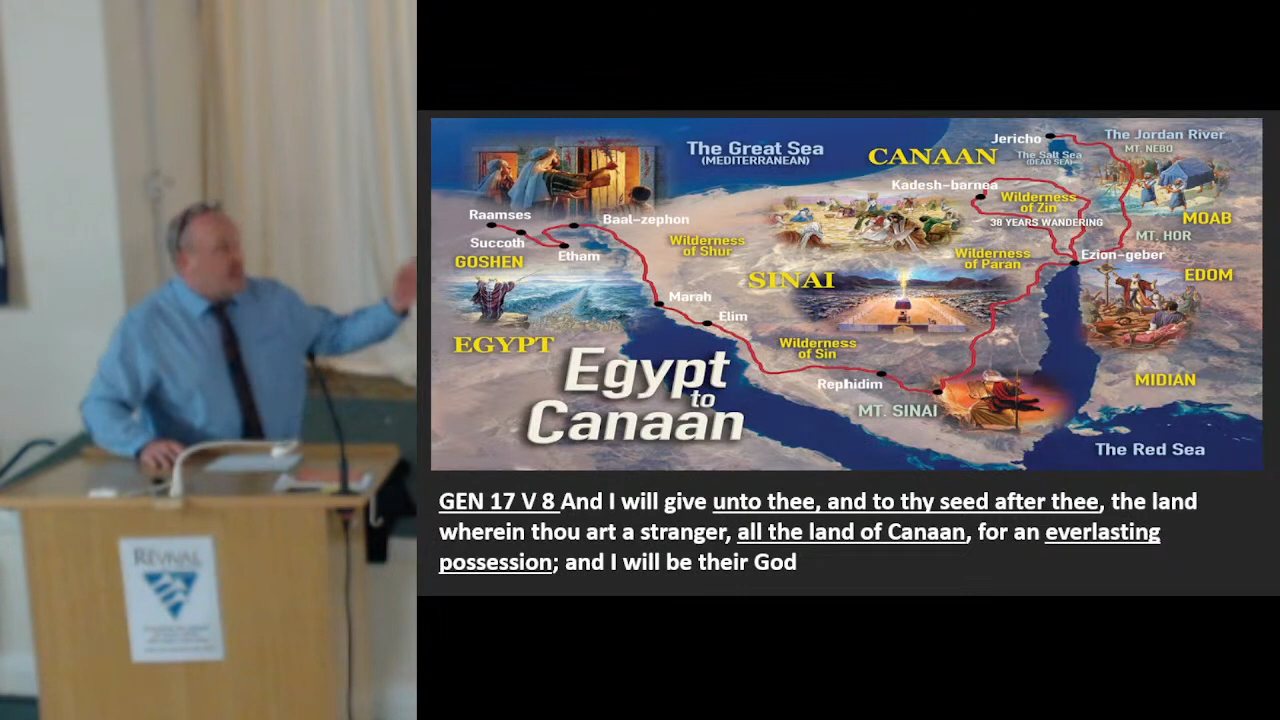 The Great Sea
(MEDITERRANEAN)
CANAAN
Jericho
The Jordan River
The Salt Sea
(DEAD SEA)
MT. NEBO
Kadesh-barnea
Wilderness
of Zin
38 YEARS WANDERING
MOAB
MT. HOR
Raamses
Baal-zephon
Succoth
Etham
GOSHEN
Wilderness
of Shur
Wilderness
of Paran
Ezion-geber
EDOM
SINAI
Marah
Elim
EGYPT
Wilderness
of Sin
Egypt
to
Canaan
Rephidim
MT. SINAI
MIDIAN
The Red Sea
GEN 17 V 8 And I will give unto thee, and to thy seed after thee, the land
wherein thou art a stranger, all the land of Canaan, for an everlasting
possession; and I will be their God
REVIVAL